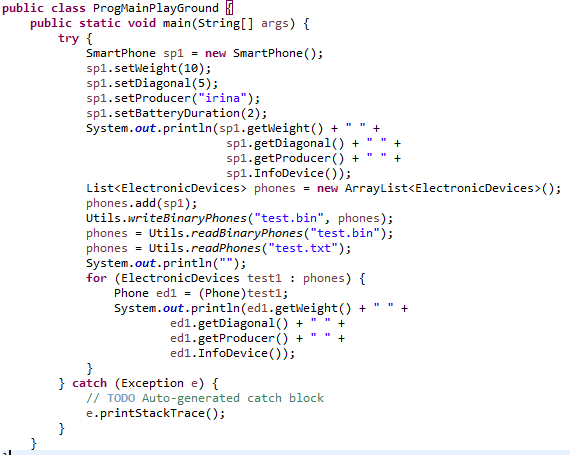 public class ProgMainPlayGround {
    public static void main(String[] args) {
        try {
            SmartPhone sp1 = new SmartPhone();
            sp1.setWeight(10);
            sp1.setDiagonal(5);
            sp1.setProducer("irina");
            sp1.setBatteryDuration(2);
            System.out.println(sp1.getWeight() + " " +
                                sp1.getDiagonal() + " " +
                                sp1.getProducer() + " " +
                                sp1.InfoDevice());
            List<ElectronicDevices> phones = new ArrayList<ElectronicDevices>();
            phones.add(sp1);
            Utils.writeBinaryPhones("test.bin", phones);
            phones = Utils.readBinaryPhones("test.bin");
            phones = Utils.readPhones("test.txt");
            System.out.println("");
            for (ElectronicDevices test1 : phones) {
                Phone ed1 = (Phone)test1;
                System.out.println(ed1.getWeight() + " " +
                        ed1.getDiagonal() + " " +
                        ed1.getProducer() + " " +
                        ed1.InfoDevice());
            }
        } catch (Exception e) {
            // TODO Auto-generated catch block
            e.printStackTrace();
        }
    }
}